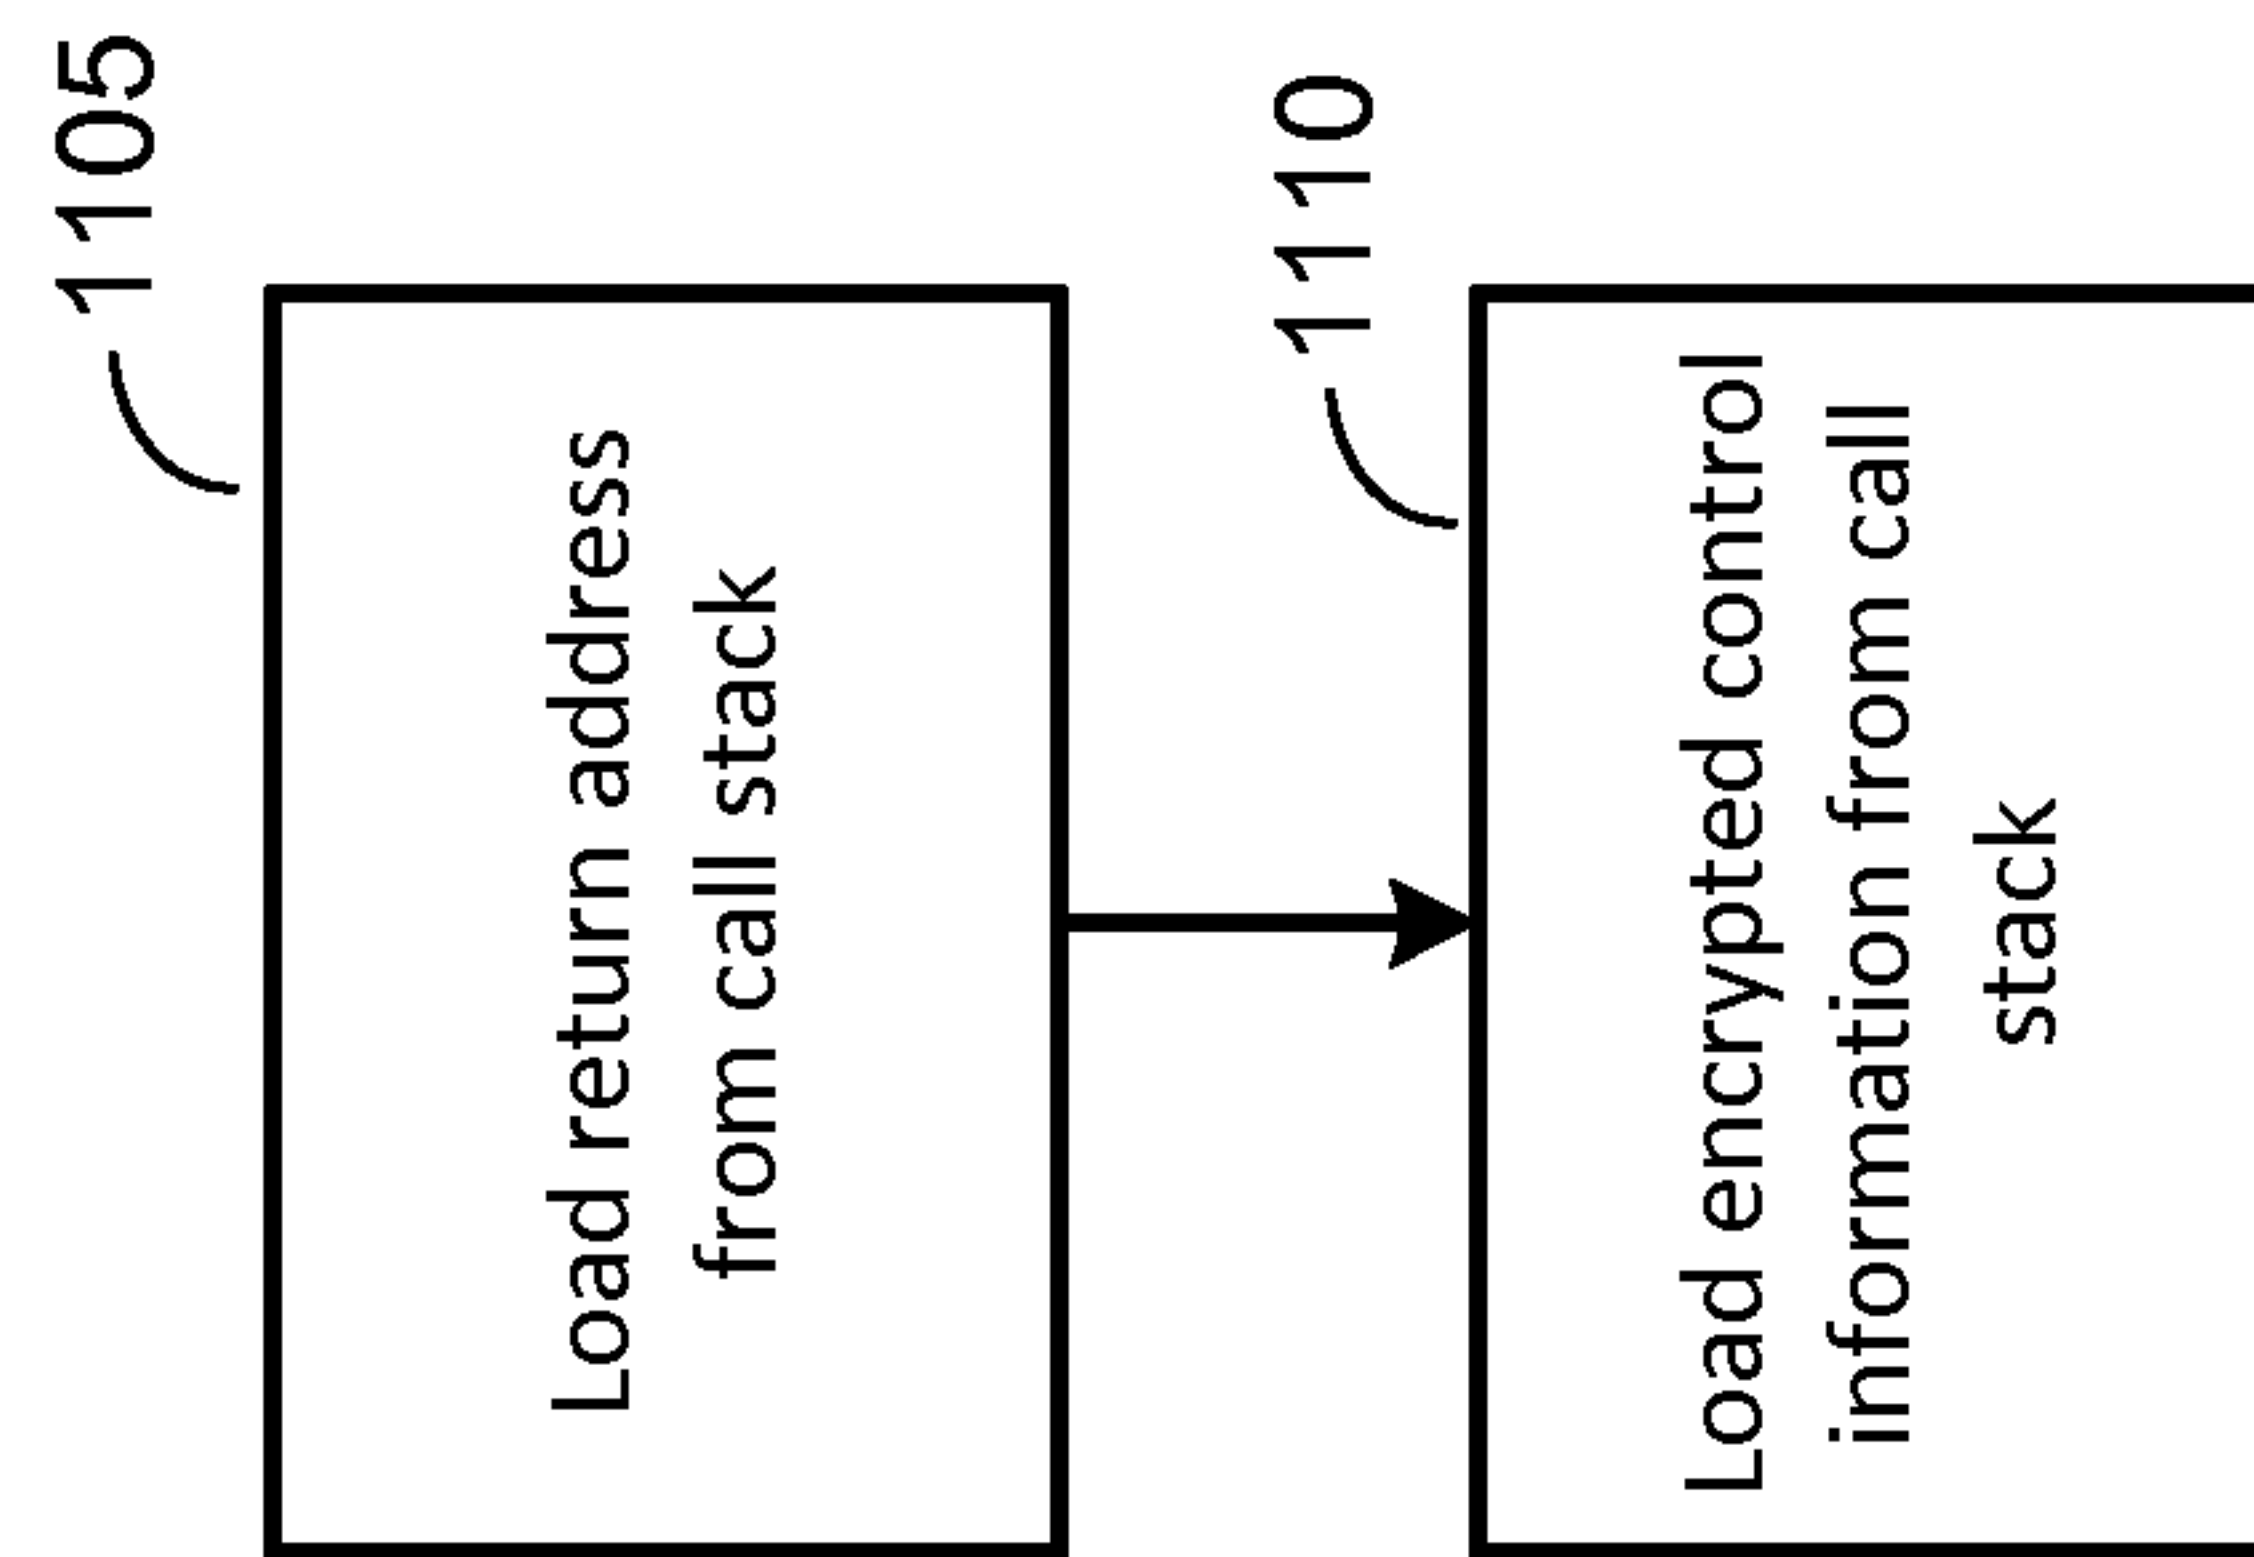 1105
Load return address
from call stack
1110
Load encrypted control
information from call
stack